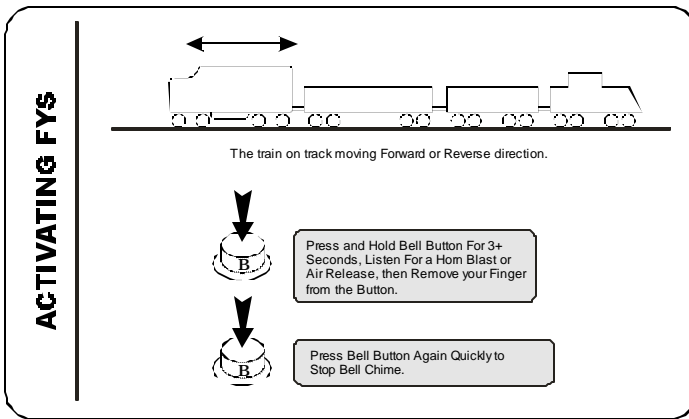 ACTIVATING FYS
The train on track moving Forward or Reverse direction.
B
Press and Hold Bell Button For 3+
Seconds, Listen For a Horn Blast or
Air Release, then Remove your Finger
from the Button.
B
Press Bell Button Again Quickly to
Stop Bell Chime.